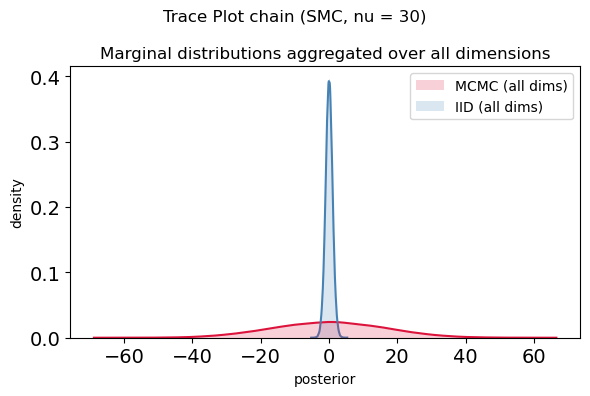 Trace Plot chain (SMC, nu = 30)
Marginal distributions aggregated over all dimensions
MCMC (all dims)
IID (all dims)
density
0.4
0.3
0.2
0.1
0.0
−60 −40 −20 0 20 40 60
posterior